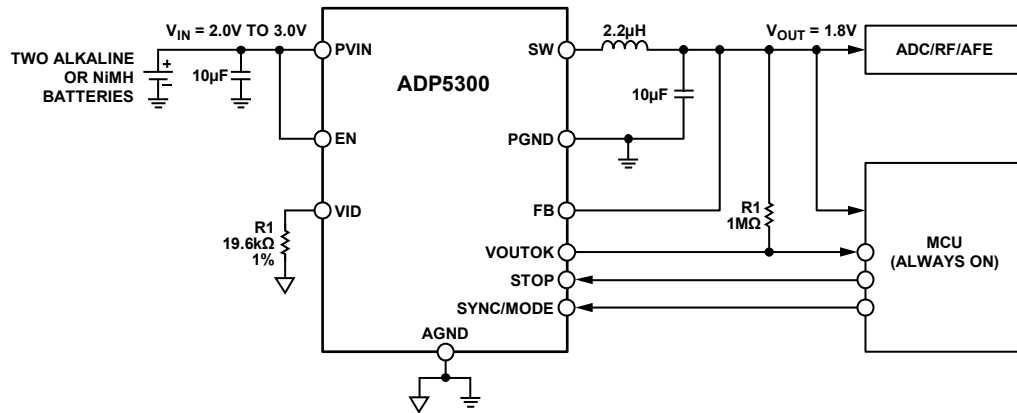 VIN = 2.0V TO 3.0V
TWO ALKALINE
OR NiMH
BATTERIES
+
−
10µF
PVIN
EN
VID
R1
19.6kΩ
1%
ADP5300
AGND
SW
PGND
FB
VOUTOK
STOP
SYNC/MODE
2.2µH
10µF
VOUT = 1.8V
R1
1MΩ
ADC/RF/AFE
MCU
(ALWAYS ON)